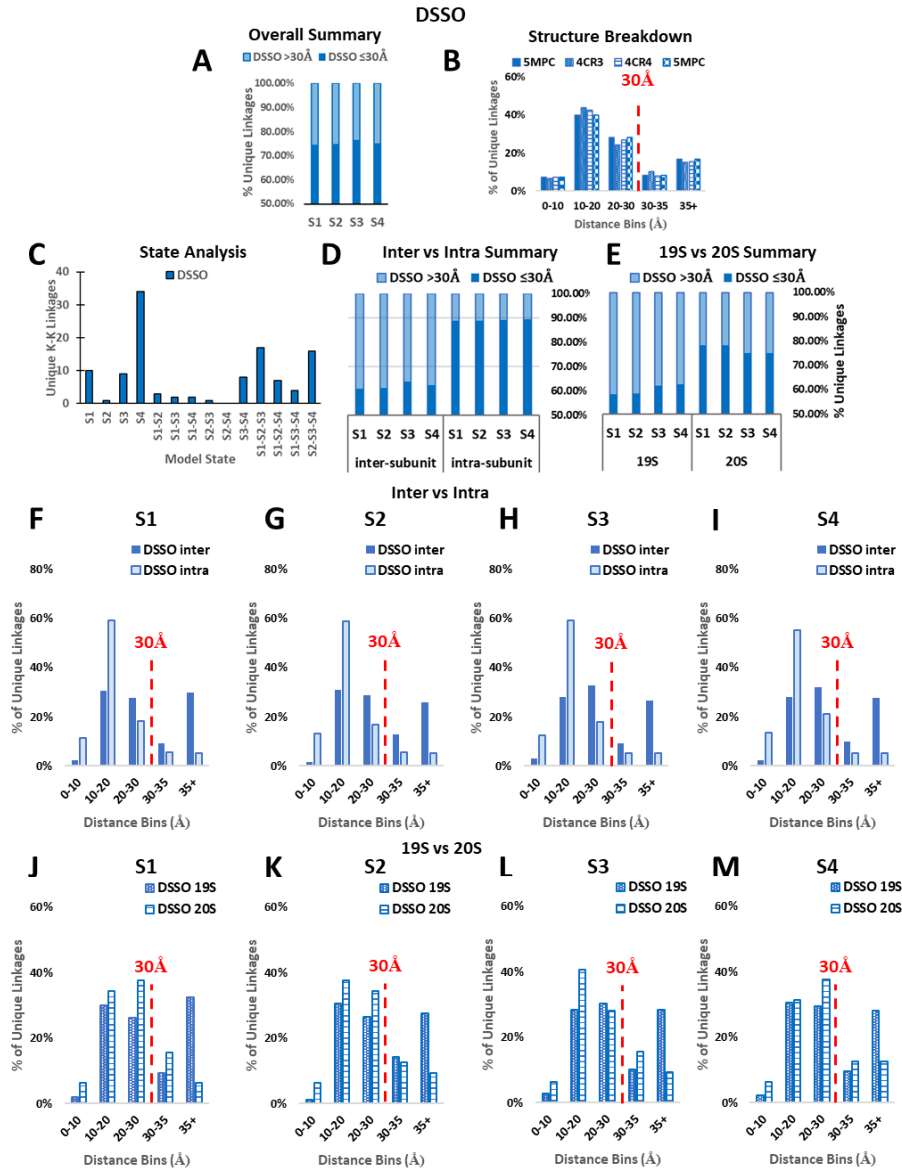 DSSO
A
Overall Summary
DSSO >30Å DSSO ≤30Å
% Unique Linkages
100.00%
90.00%
80.00%
70.00%
60.00%
50.00%
S1 S2 S3 S4
B
Structure Breakdown
5MPC 4CR3 4CR4 5MPC
30Å
% of Unique Linkages
60%
40%
20%
0%
0-10 10-20 20-30 30-35 35+
Distance Bins (Å)
C
State Analysis
DSSO
Unique K-K Linkages
40
30
20
10
0
S1 S2 S3 S4 S1-S2 S1-S3 S1-S4 S2-S3 S2-S4 S3-S4 S1-S2-S3 S1-S2-S4 S1-S3-S4 S2-S3-S4
Model State
D
Inter vs Intra Summary
DSSO >30Å DSSO ≤30Å
100.00%
90.00%
80.00%
70.00%
60.00%
50.00%
S1 S2 S3 S4 S1 S2 S3 S4
inter-subunit intra-subunit
E
19S vs 20S Summary
DSSO >30Å DSSO ≤30Å
100.00%
90.00%
80.00%
70.00%
60.00%
50.00%
% Unique Linkages
S1 S2 S3 S4 S1 S2 S3 S4
19S 20S
Inter vs Intra
F
S1
DSSO inter
DSSO intra
% of Unique Linkages
80%
60%
40%
20%
0%
30Å
0-10 10-20 20-30 30-35 35+
Distance Bins (Å)
G
S2
DSSO inter
DSSO intra
% of Unique Linkages
80%
60%
40%
20%
0%
30Å
0-10 10-20 20-30 30-35 35+
Distance Bins (Å)
H
S3
DSSO inter
DSSO intra
% of Unique Linkages
80%
60%
40%
20%
0%
30Å
0-10 10-20 20-30 30-35 35+
Distance Bins (Å)
I
S4
DSSO inter
DSSO intra
% of Unique Linkages
80%
60%
40%
20%
0%
30Å
0-10 10-20 20-30 30-35 35+
Distance Bins (Å)
19S vs 20S
J
S1
DSSO 19S
DSSO 20S
% of Unique Linkages
60%
40%
20%
0%
30Å
0-10 10-20 20-30 30-35 35+
Distance Bins (Å)
K
S2
DSSO 19S
DSSO 20S
% of Unique Linkages
60%
40%
20%
0%
30Å
0-10 10-20 20-30 30-35 35+
Distance Bins (Å)
L
S3
DSSO 19S
DSSO 20S
% of Unique Linkages
60%
40%
20%
0%
30Å
0-10 10-20 20-30 30-35 35+
Distance Bins (Å)
M
S4
DSSO 19S
DSSO 20S
% of Unique Linkages
60%
40%
20%
0%
30Å
0-10 10-20 20-30 30-35 35+
Distance Bins (Å)